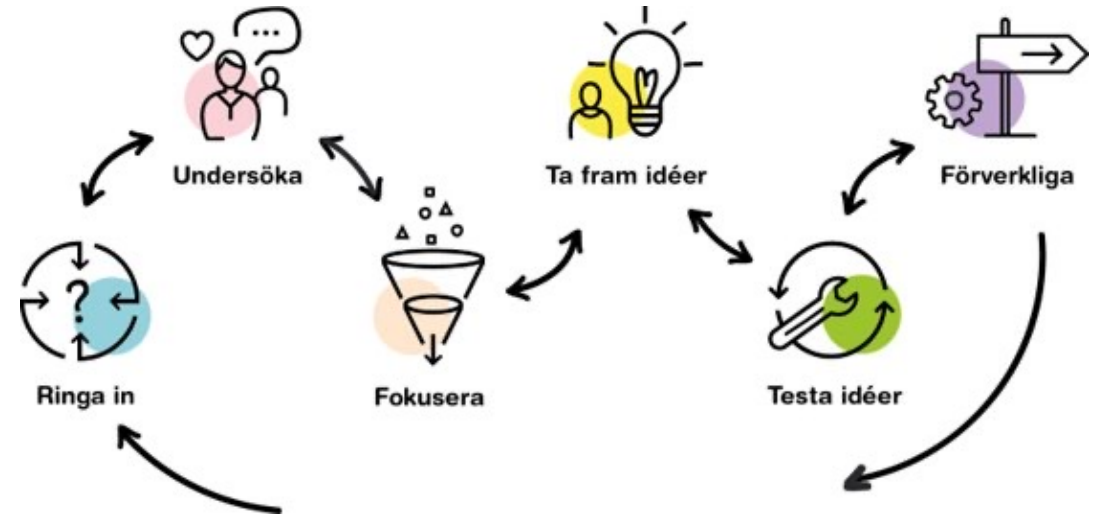 Undersöka
Ta fram idéer
Förverkliga
Ringa in
Fokusera
Testa idéer